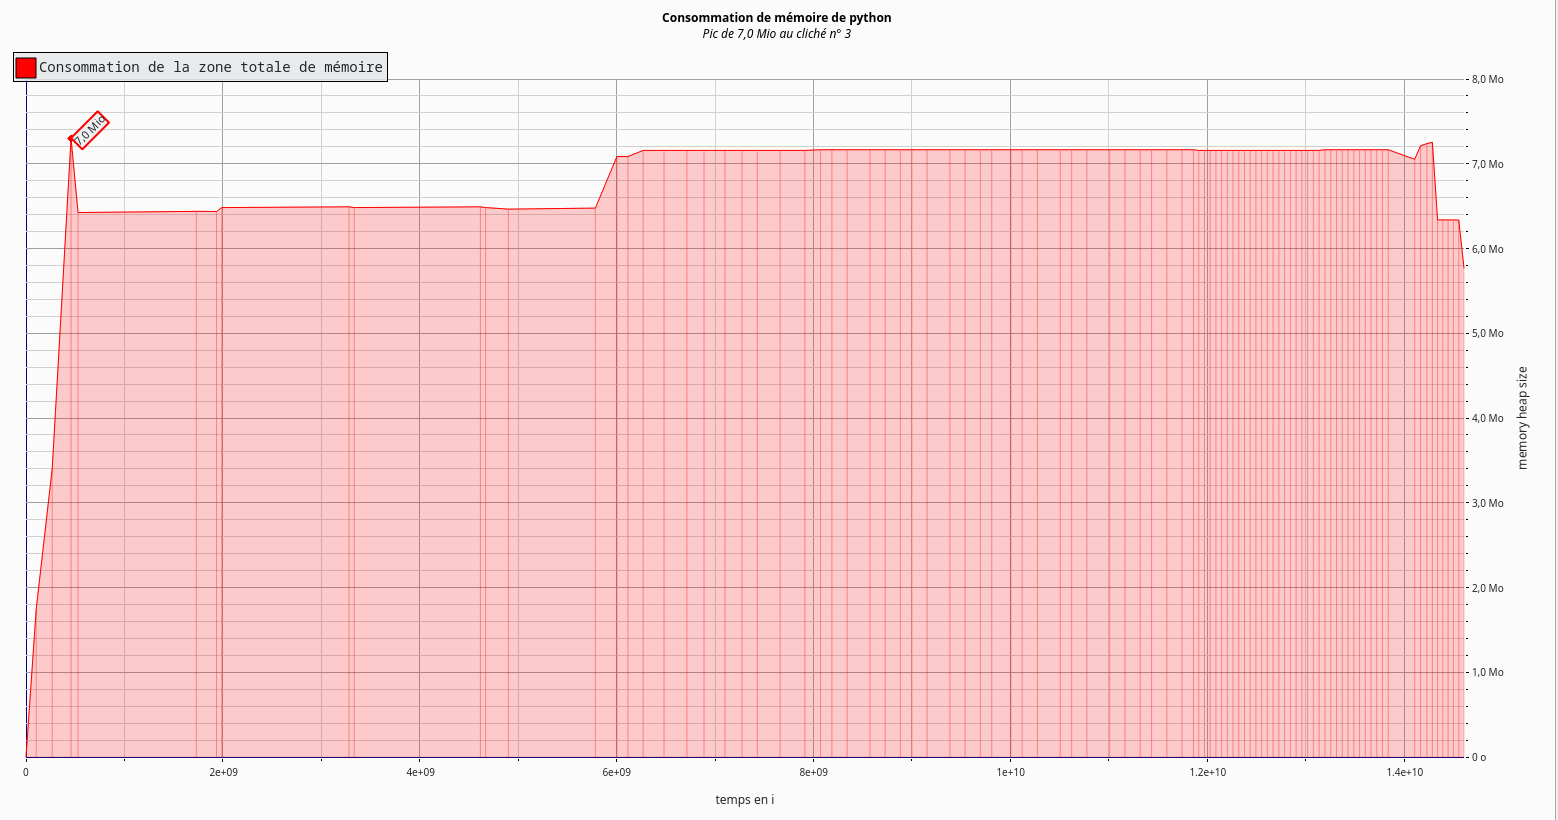 Consommation de mémoire de python
Pic de 7,0 Mio au cliché n° 3
Consommation de la zone totale de mémoire
7,0 Mio
8,0 Mo
7,0 Mo
6,0 Mo
5,0 Mo
4,0 Mo
3,0 Mo
2,0 Mo
1,0 Mo
0 o
memory heap size
0
2e+09
4e+09
6e+09
8e+09
1e+10
1.2e+10
1.4e+10
temps en i